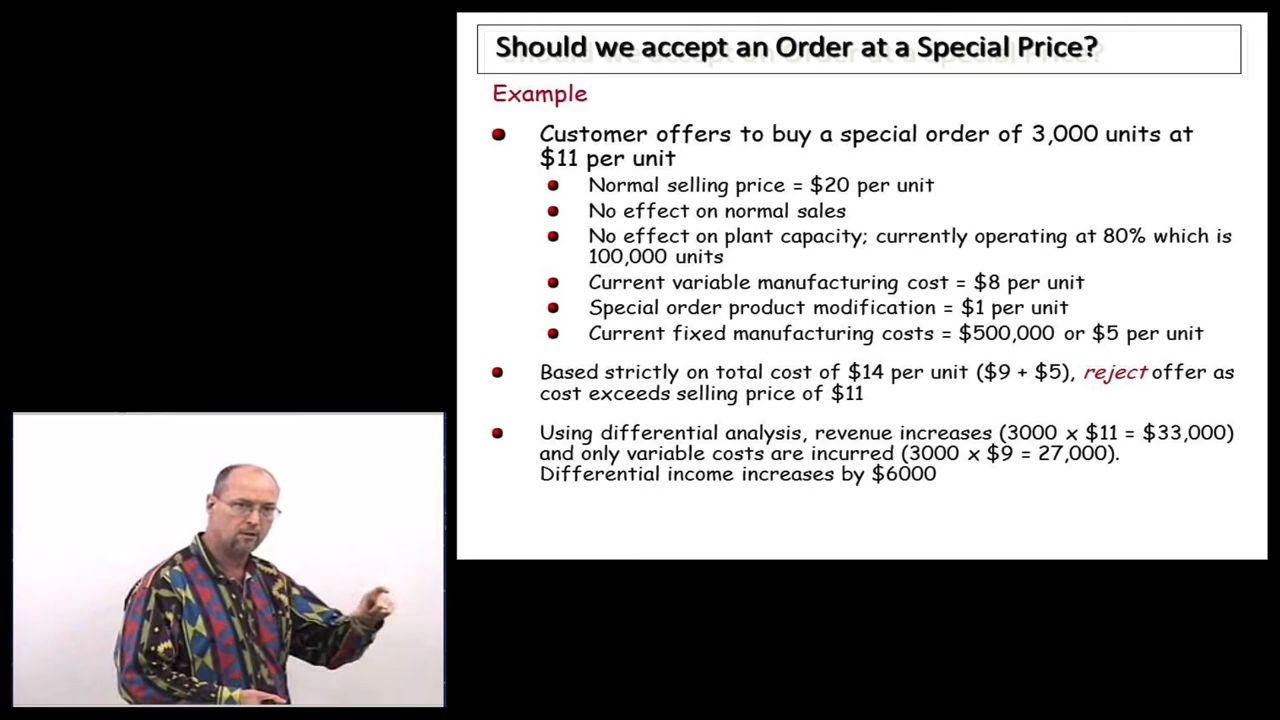 Should we accept an Order at a Special Price?
Example
Customer offers to buy a special order of 3,000 units at
$11 per unit
Normal selling price = $20 per unit
No effect on normal sales
No effect on plant capacity; currently operating at 80% which is
100,000 units
Current variable manufacturing cost = $8 per unit
Special order product modification = $1 per unit
Current fixed manufacturing costs = $500,000 or $5 per unit
Based strictly on total cost of $14 per unit ($9 + $5), reject offer as
cost exceeds selling price of $11
Using differential analysis, revenue increases (3000 x $11 = $33,000)
and only variable costs are incurred (3000 x $9 = 27,000).
Differential income increases by $6000